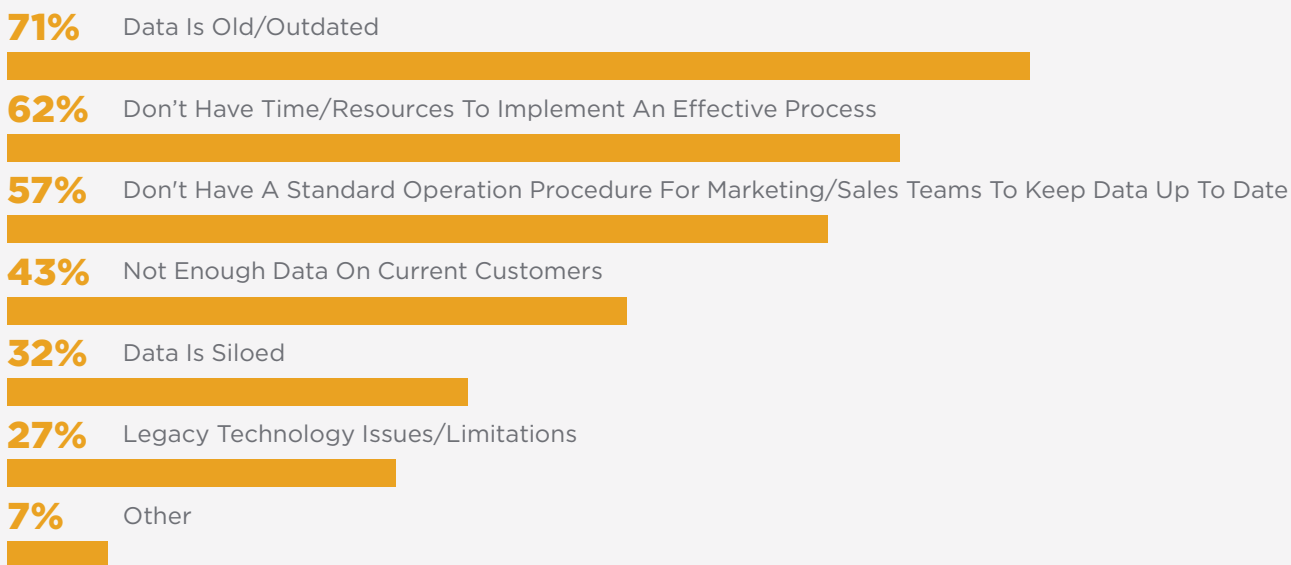 71% Data Is Old/Outdated
62% Don’t Have Time/Resources To Implement An Effective Process
57% Don't Have A Standard Operation Procedure For Marketing/Sales Teams To Keep Data Up To Date
43% Not Enough Data On Current Customers
32% Data Is Siloed
27% Legacy Technology Issues/Limitations
7% Other